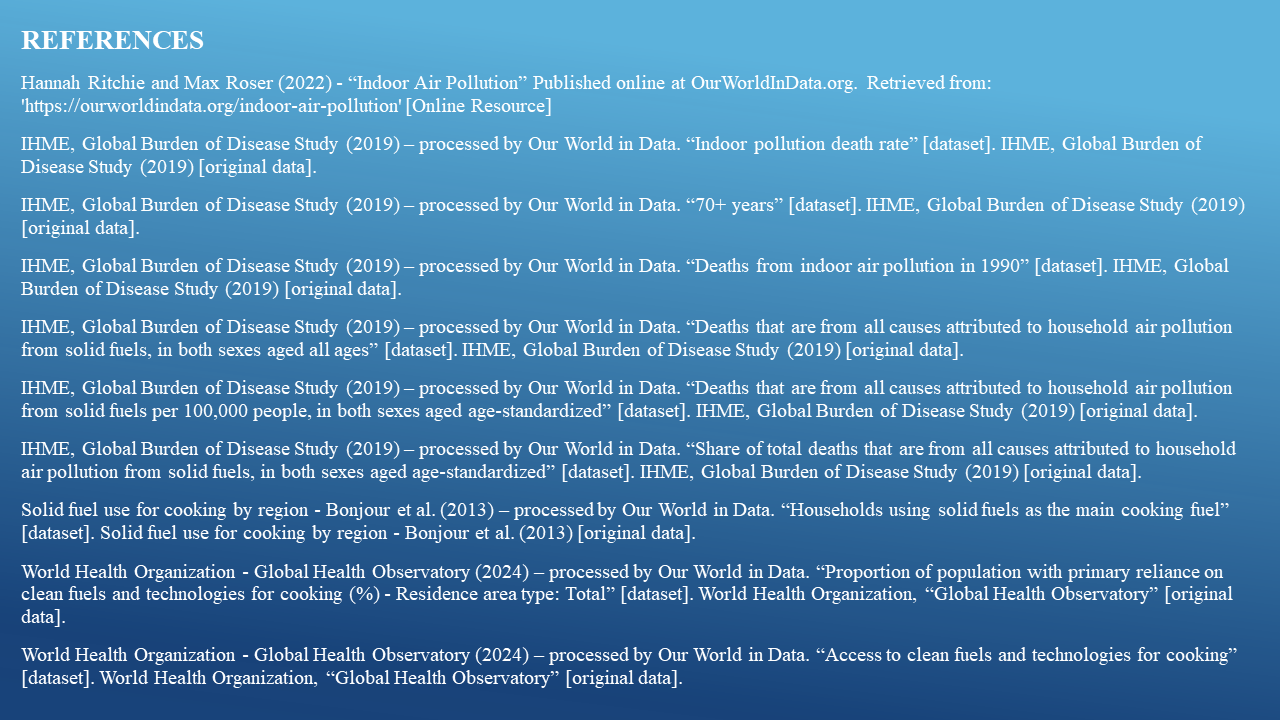 REFERENCES
Hannah Ritchie and Max Roser (2022) - “Indoor Air Pollution” Published online at OurWorldInData.org. Retrieved from:
'https://ourworldindata.org/indoor-air-pollution' [Online Resource]
IHME, Global Burden of Disease Study (2019) – processed by Our World in Data. “Indoor pollution death rate” [dataset]. IHME, Global Burden of
Disease Study (2019) [original data].
IHME, Global Burden of Disease Study (2019) – processed by Our World in Data. “70+ years” [dataset]. IHME, Global Burden of Disease Study (2019)
[original data].
IHME, Global Burden of Disease Study (2019) – processed by Our World in Data. “Deaths from indoor air pollution in 1990” [dataset]. IHME, Global
Burden of Disease Study (2019) [original data].
IHME, Global Burden of Disease Study (2019) – processed by Our World in Data. “Deaths that are from all causes attributed to household air pollution
from solid fuels, in both sexes aged all ages” [dataset]. IHME, Global Burden of Disease Study (2019) [original data].
IHME, Global Burden of Disease Study (2019) – processed by Our World in Data. “Deaths that are from all causes attributed to household air pollution
from solid fuels per 100,000 people, in both sexes aged age-standardized” [dataset]. IHME, Global Burden of Disease Study (2019) [original data].
IHME, Global Burden of Disease Study (2019) – processed by Our World in Data. “Share of total deaths that are from all causes attributed to household
air pollution from solid fuels, in both sexes aged age-standardized” [dataset]. IHME, Global Burden of Disease Study (2019) [original data].
Solid fuel use for cooking by region - Bonjour et al. (2013) – processed by Our World in Data. “Households using solid fuels as the main cooking fuel”
[dataset]. Solid fuel use for cooking by region - Bonjour et al. (2013) [original data].
World Health Organization - Global Health Observatory (2024) – processed by Our World in Data. “Proportion of population with primary reliance on
clean fuels and technologies for cooking (%) - Residence area type: Total” [dataset]. World Health Organization, “Global Health Observatory” [original
data].
World Health Organization - Global Health Observatory (2024) – processed by Our World in Data. “Access to clean fuels and technologies for cooking”
[dataset]. World Health Organization, “Global Health Observatory” [original data].